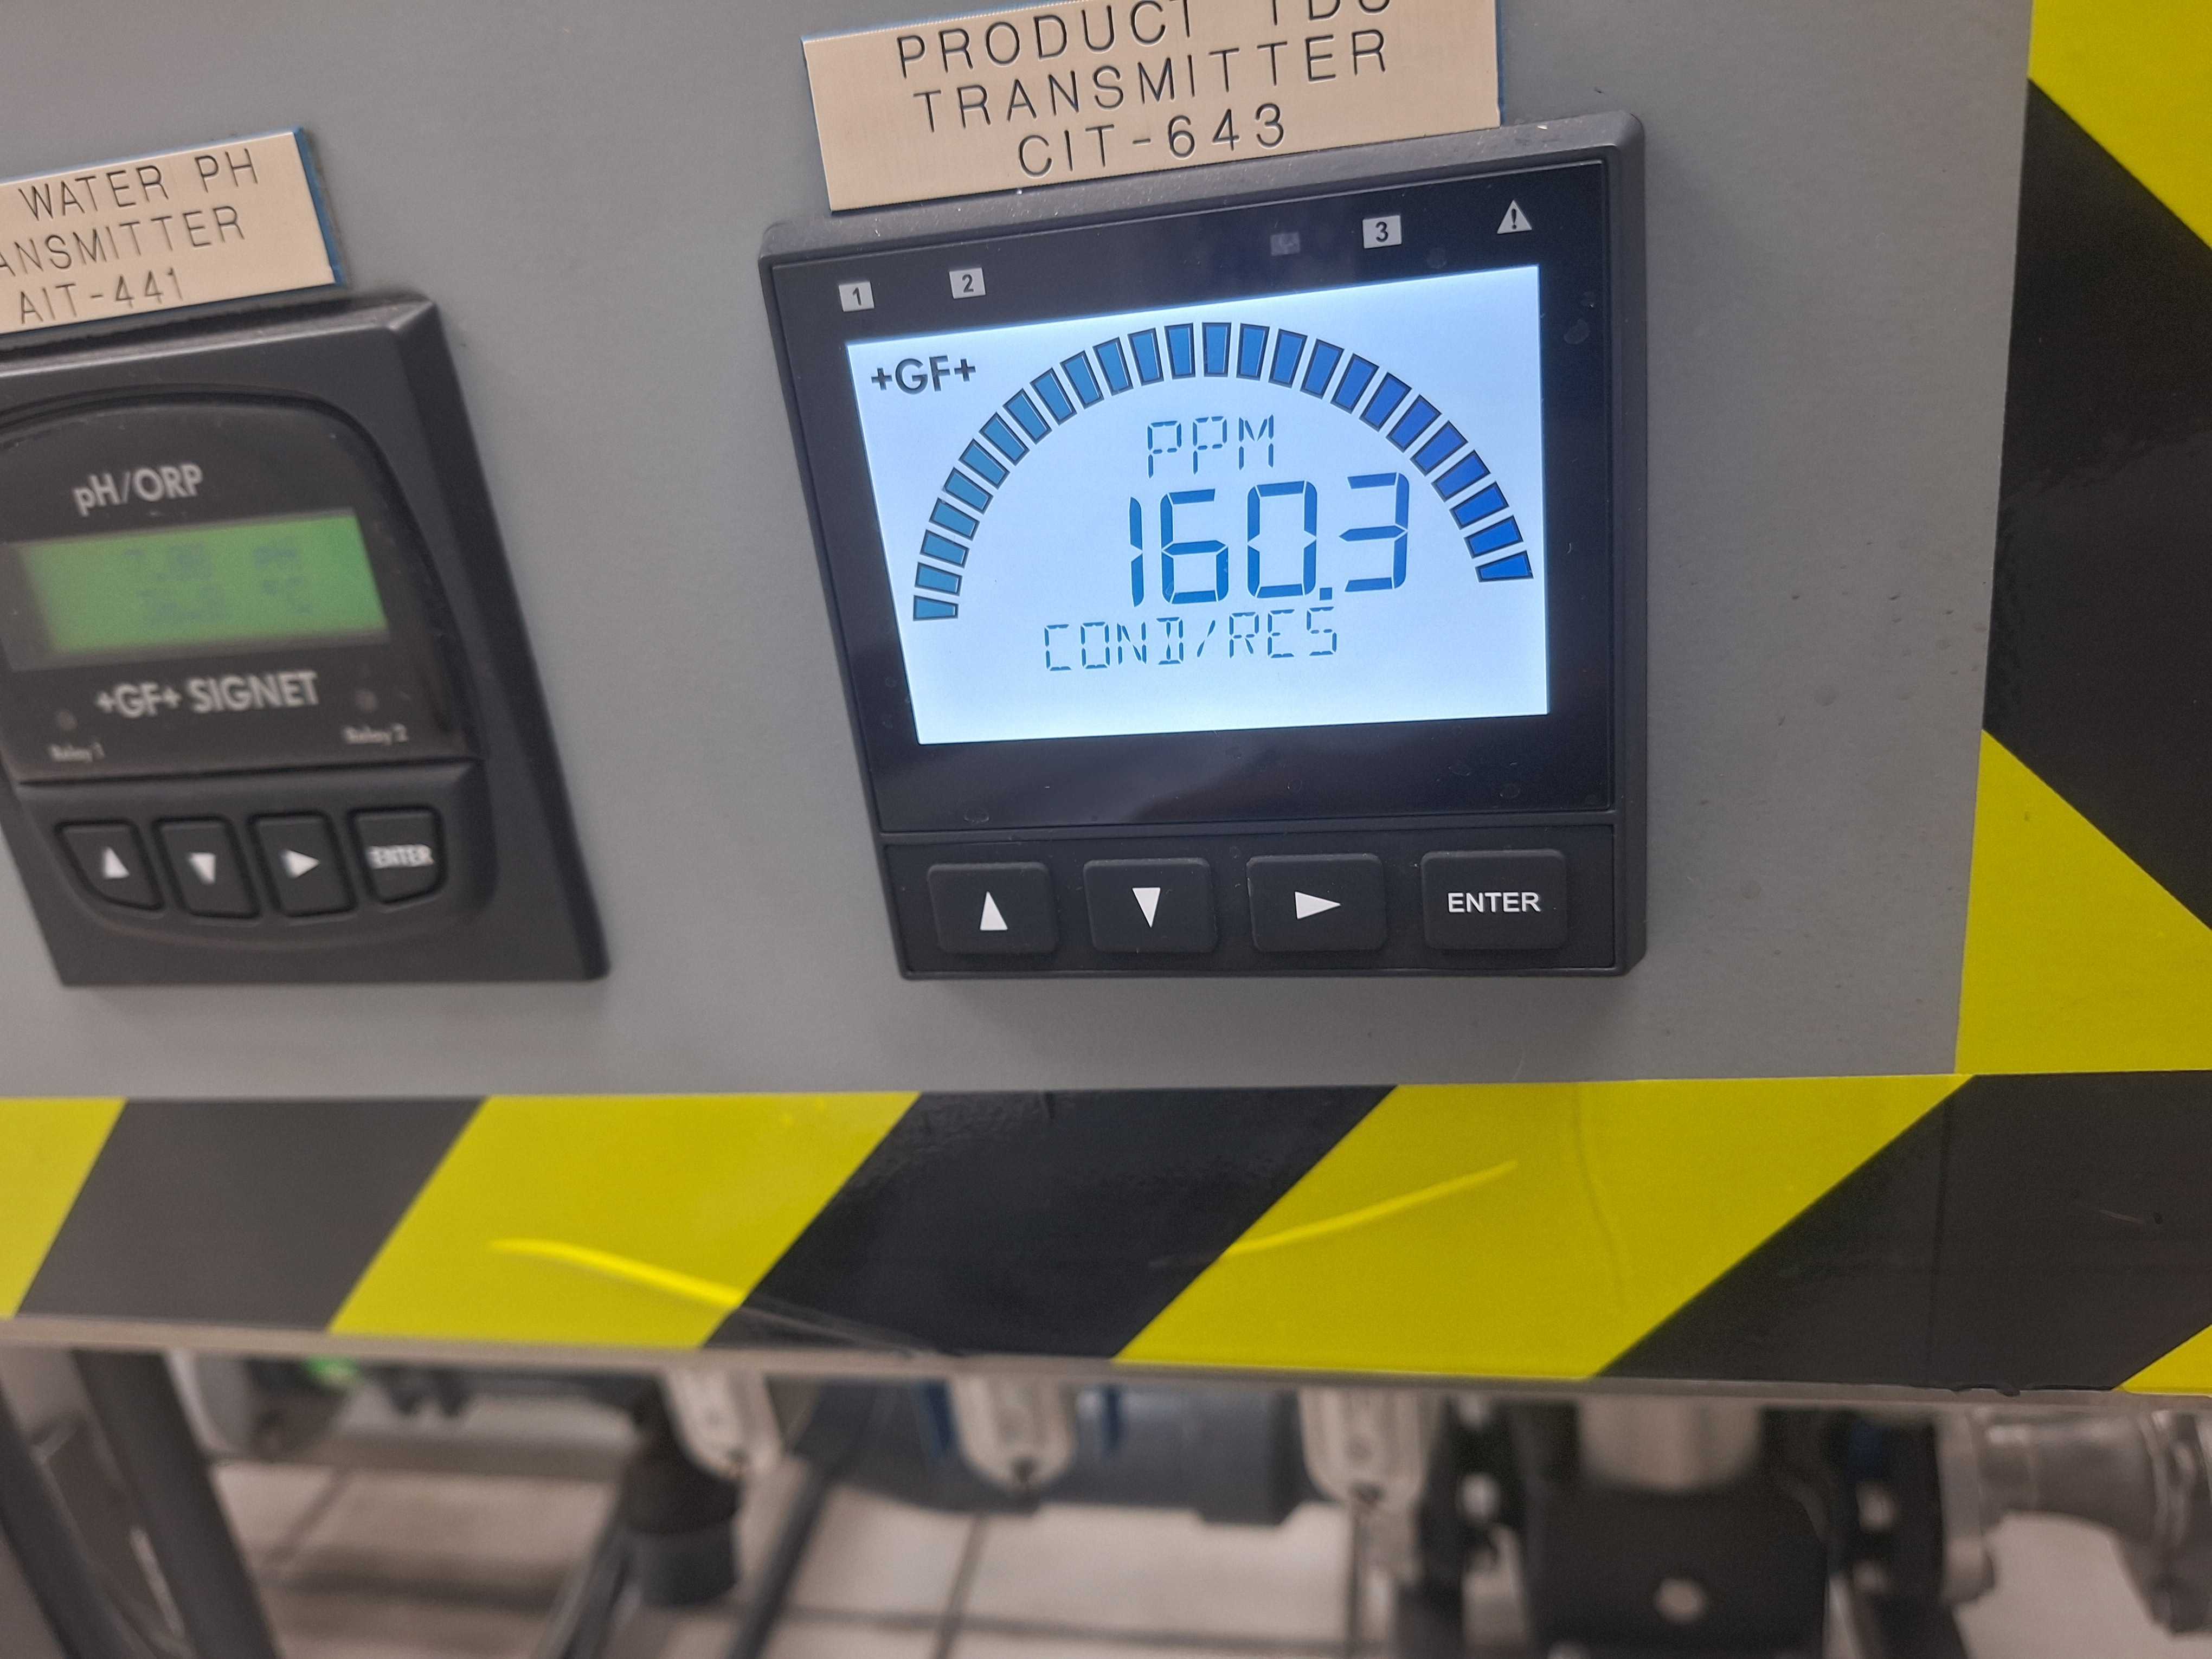 PRODUCT TDS
TRANSMITTER
CIT-643
WATER PH
ANSMITTER
AIT-441
1
2
3
+GF+
PPM
160.3
COND/RES
ENTER
pH/ORP
+GF+ SIGNET
Relay 1
Relay 2
ENTER